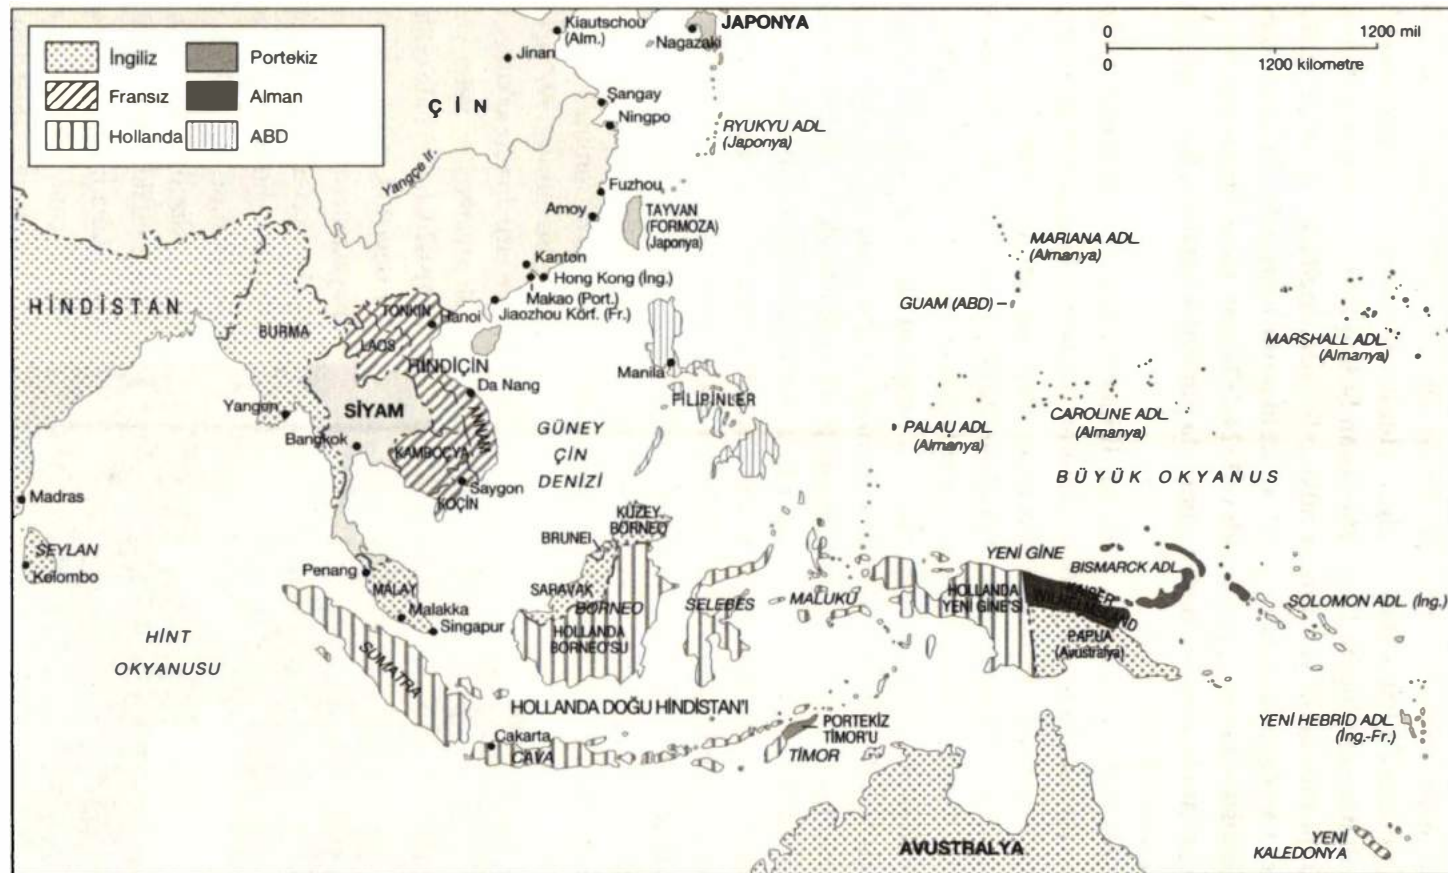 İngiliz
Fransız
Hollanda
Portekiz
Alman
ABD
Kiautschou
(Alm.)
Jinan
JAPONYA
Nagazaki
0 1200 mil
0 1200 kilometre
ÇİN
Şangay
Ningpo
RYUKYU ADL.
(Japonya)
Yangçe Ir.
Fuzhou
Amoy
TAYVAN
(FORMOZA)
(Japonya)
Kanton
Hong Kong (İng.)
Makao (Port.)
Jiaozhou Körf. (Fr.)
MARIANA ADL.
(Almanya)
GUAM (ABD)
MARSHALL ADL.
(Almanya)
HİNDİSTAN
BURMA
TONKİN
Hanoi
LAOS
HİNDİÇİN
Da Nang
ANNAM
Manila
FİLİPİNLER
Yangon
SİYAM
Bangkok
KAMBOÇYA
Saygon
KOÇİN
GÜNEY
ÇİN
DENİZİ
PALAU ADL.
(Almanya)
CAROLINE ADL.
(Almanya)
BÜYÜK OKYANUS
Madras
SEYLAN
Kolombo
Penang
MALAY
Malakka
Singapur
KUZEY
BORNEO
BRUNEI
SARAVAK
BORNEO
HOLLANDA
BORNEO'SU
SELEBES
MALUKU
YENİ GİNE
BISMARCK ADL.
HOLLANDA
YENİ GİNE'Sİ
KAISER
WILHELMSLAND
PAPUA
(Avustralya)
SOLOMON ADL. (İng.)
HİNT
OKYANUSU
SUMATRA
HOLLANDA DOĞU HİNDİSTAN'I
Cakarta
CAVA
PORTEKİZ
TİMOR'U
TİMOR
YENİ HEBRİD ADL.
(İng.-Fr.)
AVUSTRALYA
YENİ
KALEDONYA